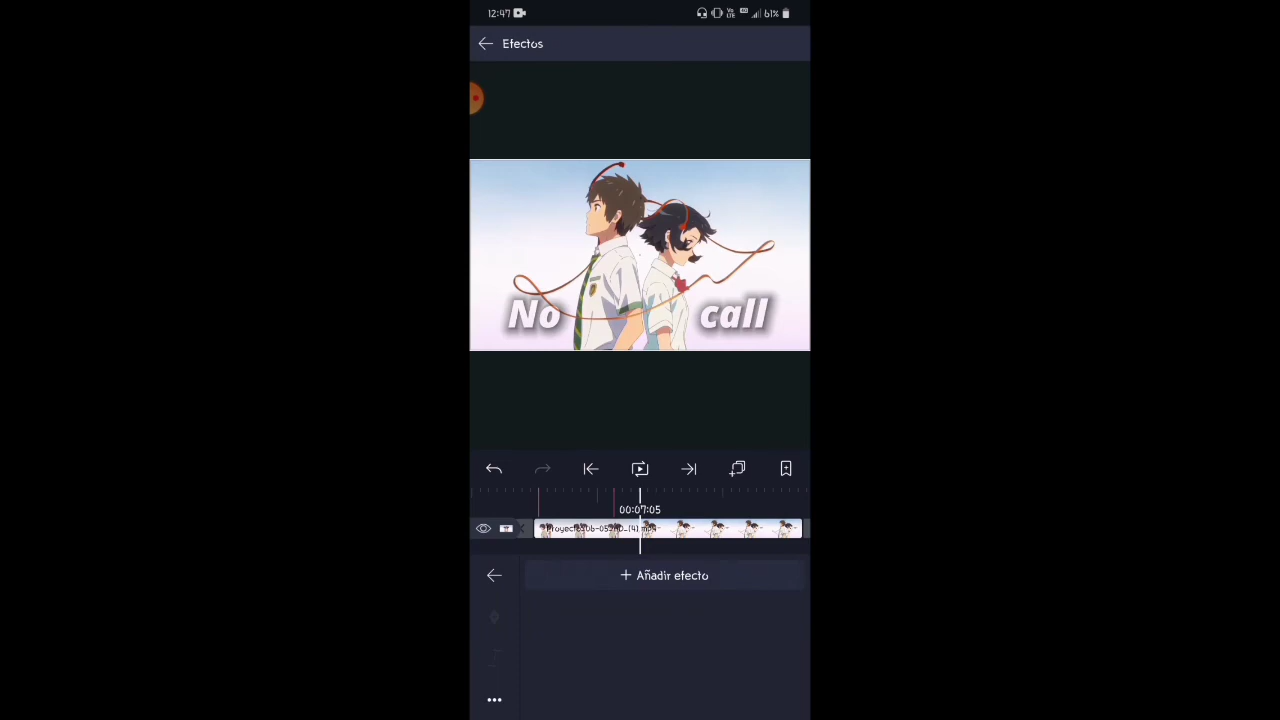 12:47
61%
Efectos
No call
00:07:05
+ Añadir efecto